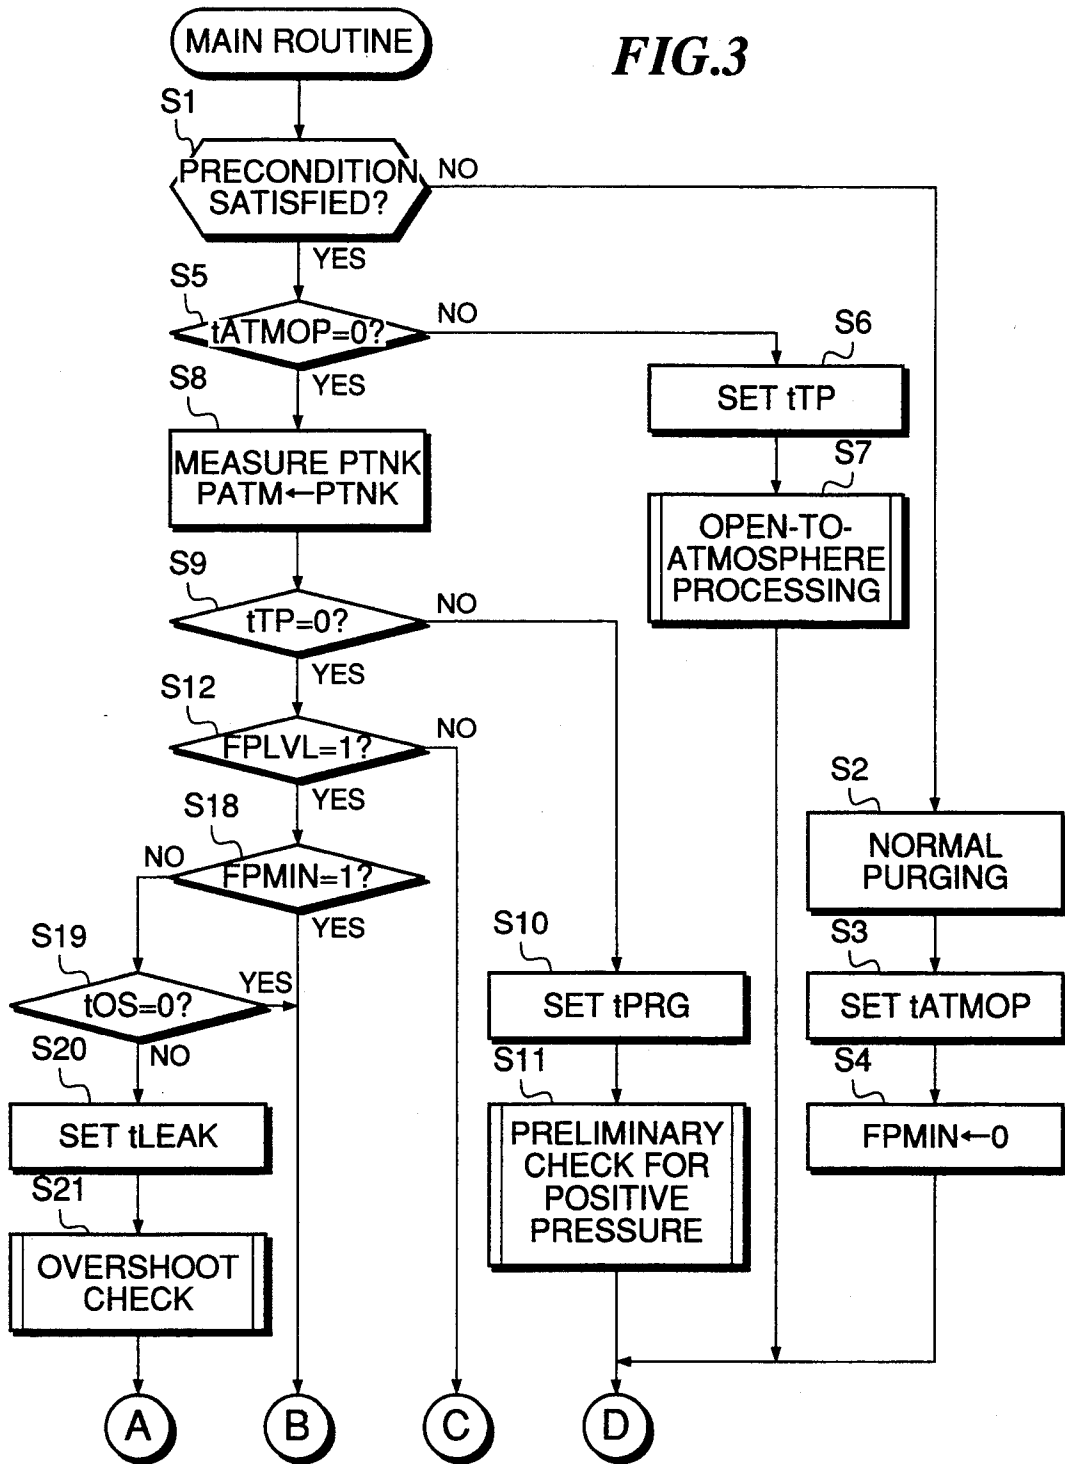 MAIN ROUTINE
FIG.3
S1
PRECONDITION
SATISFIED?
NO
YES
S5
tATMOP=0?
NO
YES
S6
SET tTP
S8
MEASURE PTNK
PATM←PTNK
S7
OPEN-TO-
ATMOSPHERE
PROCESSING
S9
tTP=0?
NO
YES
S12
FPLVL=1?
NO
YES
S18
FPMIN=1?
NO
YES
S2
NORMAL
PURGING
S19
tOS=0?
YES
NO
S10
SET tPRG
S3
SET tATMOP
S20
SET tLEAK
S11
PRELIMINARY
CHECK FOR
POSITIVE
PRESSURE
S4
FPMIN←0
S21
OVERSHOOT
CHECK
A
B
C
D